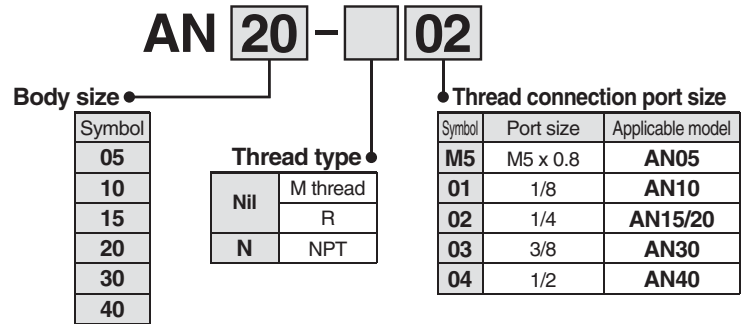 AN 20 - 02
Body size
Symbol
05
10
15
20
30
40
Thread type
Nil M thread
R
N NPT
Thread connection port size
Symbol Port size Applicable model
M5 M5 x 0.8 AN05
01 1/8 AN10
02 1/4 AN15/20
03 3/8 AN30
04 1/2 AN40